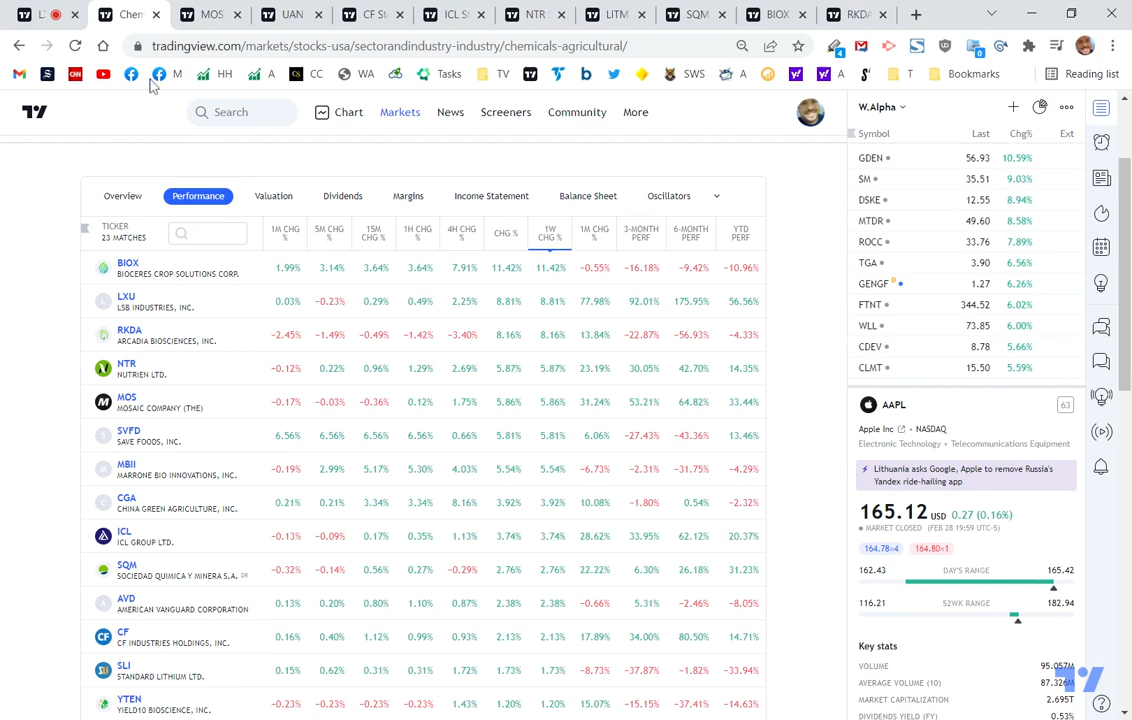 L
Chen
MOS
UAN
CF St
ICL St
NTR
LITM
SQM
BIOX
RKDA
tradingview.com/markets/stocks-usa/sectorandindustry-industry/chemicals-agricultural/
M HH A CC WA Tasks TV SWS A A T Bookmarks Reading list
Search Chart Markets News Screeners Community More
Overview Performance Valuation Dividends Margins Income Statement Balance Sheet Oscillators
TICKER
23 MATCHES
1M CHG %
5M CHG %
15M CHG %
1H CHG %
4H CHG %
CHG %
1W CHG %
1M CHG %
3-MONTH PERF
6-MONTH PERF
YTD PERF
BIOX 1.99% 3.14% 3.64% 3.64% 7.91% 11.42% 11.42% −0.55% −16.18% −9.42% −10.96%
BIOCERES CROP SOLUTIONS CORP.
LXU 0.03% −0.23% 0.29% 0.49% 2.25% 8.81% 8.81% 77.98% 92.01% 175.95% 56.56%
LSB INDUSTRIES, INC.
RKDA −2.45% −1.49% −0.49% −1.42% −3.40% 8.16% 8.16% 13.84% −22.87% −56.93% −4.33%
ARCADIA BIOSCIENCES, INC.
NTR −0.12% 0.22% 0.96% 1.29% 2.69% 5.87% 5.87% 23.19% 30.05% 42.70% 14.35%
NUTRIEN LTD.
MOS −0.17% −0.03% −0.36% 0.12% 1.75% 5.86% 5.86% 31.24% 53.21% 64.82% 33.44%
MOSAIC COMPANY (THE)
SVFD 6.56% 6.56% 6.56% 6.56% 0.66% 5.81% 5.81% 6.06% −27.43% −43.36% 13.46%
SAVE FOODS, INC.
MBII −0.19% 2.99% 5.17% 5.30% 4.03% 5.54% 5.54% −6.73% −2.31% −31.75% −4.29%
MARRONE BIO INNOVATIONS, INC.
CGA 0.21% 0.21% 3.34% 3.34% 8.16% 3.92% 3.92% 10.08% −1.80% 0.54% −2.32%
CHINA GREEN AGRICULTURE, INC.
ICL −0.13% −0.09% 0.17% 0.35% 1.13% 3.74% 3.74% 28.62% 33.95% 62.12% 20.37%
ICL GROUP LTD.
SQM −0.32% −0.14% 0.56% 0.27% −0.29% 2.76% 2.76% 22.22% 6.30% 26.18% 31.23%
SOCIEDAD QUIMICA Y MINERA S.A. DR
AVD 0.13% 0.20% 0.80% 1.10% 0.87% 2.38% 2.38% −0.66% 5.31% −2.46% −8.05%
AMERICAN VANGUARD CORPORATION
CF 0.16% 0.40% 1.12% 0.99% 0.93% 2.13% 2.13% 17.89% 34.00% 80.50% 14.71%
CF INDUSTRIES HOLDINGS, INC.
SLI 0.15% 0.62% 0.31% 0.31% 1.72% 1.73% 1.73% −8.73% −37.87% −1.82% −33.94%
STANDARD LITHIUM LTD.
YTEN −0.23% −0.23% −0.23% −0.23% 1.43% 1.20% 1.20% 15.07% −15.15% −37.41% −14.63%
YIELD10 BIOSCIENCE, INC.
W.Alpha
Symbol Last Chg% Ext
GDEN 56.93 10.59%
SM 35.51 9.03%
DSKE 12.55 8.94%
MTDR 49.60 8.58%
ROCC 33.76 7.89%
TGA 3.90 6.56%
GENGF D 1.27 6.26%
FTNT 344.52 6.02%
WLL 73.85 6.00%
CDEV 8.78 5.66%
CLMT 15.50 5.59%
AAPL 63
Apple Inc • NASDAQ
Electronic Technology • Telecommunications Equipment
Lithuania asks Google, Apple to remove Russia's
Yandex ride-hailing app
165.12 USD 0.27 (0.16%)
MARKET CLOSED (FEB 28 19:59 UTC-5)
164.78×4 164.80×1
162.43 DAY'S RANGE 165.42
116.21 52WK RANGE 182.94
Key stats
VOLUME 95.057M
AVERAGE VOLUME (10) 87.326M
MARKET CAPITALIZATION 2.695T
DIVIDENDS YIELD (FY) 0.53%